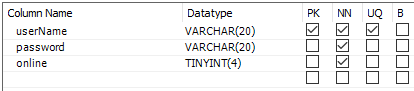 Column Name Datatype PK NN UQ B
userName VARCHAR(20)
password VARCHAR(20)
online TINYINT(4)